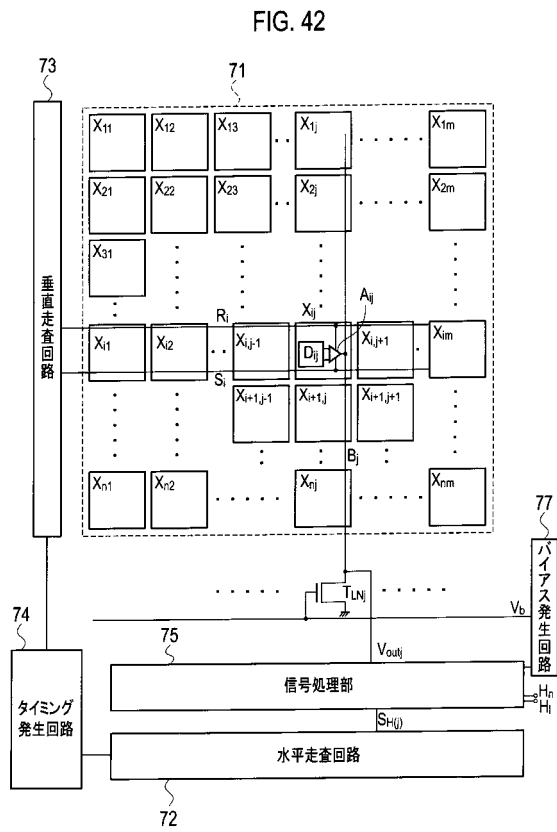 FIG. 42
73
71
X11 X12 X13 X1j X1m
X21 X22 X23 X2j X2m
X31
垂直走査回路
Ri Xij Aij
Xi1 Xi2 Xi,j-1 Dij Xi,j+1 Xim
Si
Xi+1,j-1 Xi+1,j Xi+1,j+1
Bj
Xn1 Xn2 Xnj Xnm
77
バイアス発生回路
TLNj
Vb
74
75
Voutj
タイミング
発生回路
信号処理部
Hn
Hl
SH(j)
水平走査回路
72